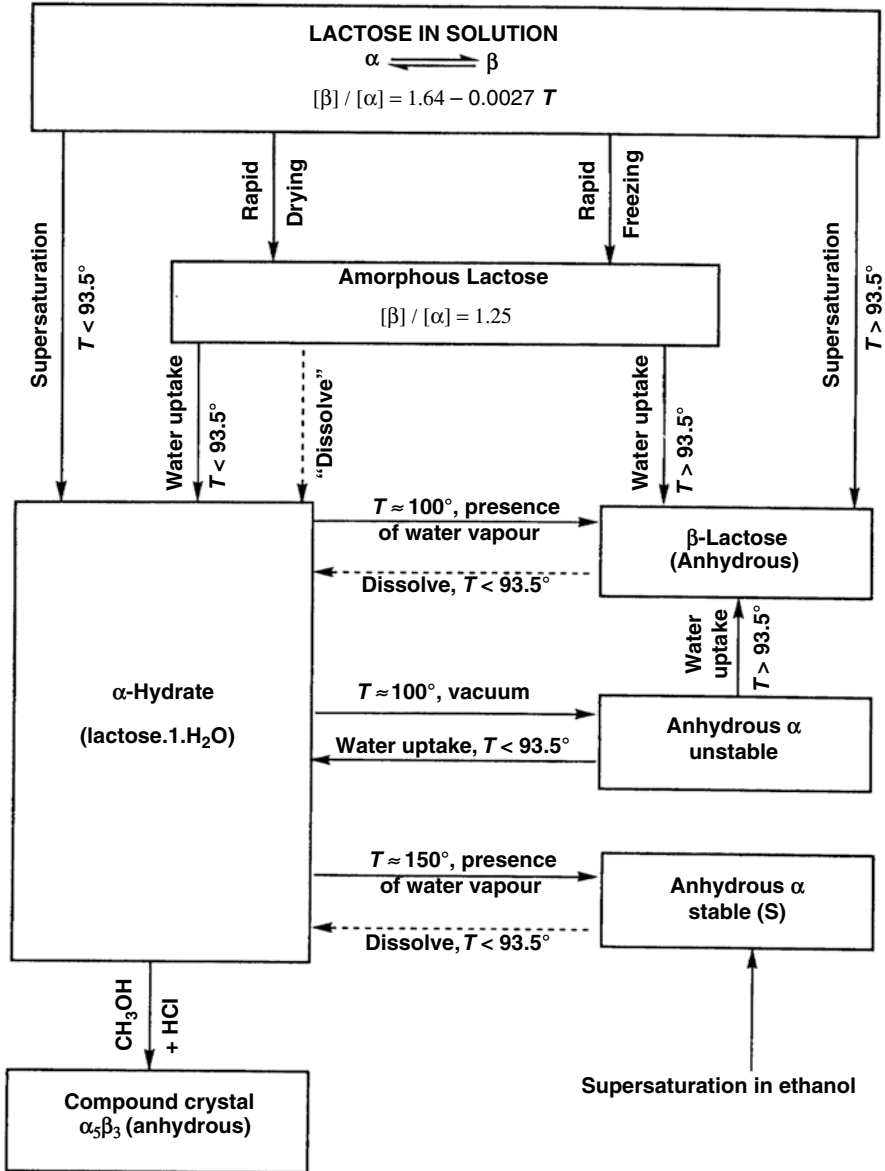 LACTOSE IN SOLUTION
α ⇌ β
[β] / [α] = 1.64 – 0.0027 T
Supersaturation
T < 93.5°
Rapid
Drying
Rapid
Freezing
Supersaturation
T > 93.5°
Amorphous Lactose
[β] / [α] = 1.25
Water uptake
T < 93.5°
“Dissolve”
Water uptake
T > 93.5°
α-Hydrate
(lactose.1.H₂O)
T ≈ 100°, presence
of water vapour
Dissolve, T < 93.5°
β-Lactose
(Anhydrous)
Water
uptake
T > 93.5°
T ≈ 100°, vacuum
Water uptake, T < 93.5°
Anhydrous α
unstable
T ≈ 150°, presence
of water vapour
Dissolve, T < 93.5°
Anhydrous α
stable (S)
CH₃OH
+ HCl
Supersaturation in ethanol
Compound crystal
α₅β₃ (anhydrous)